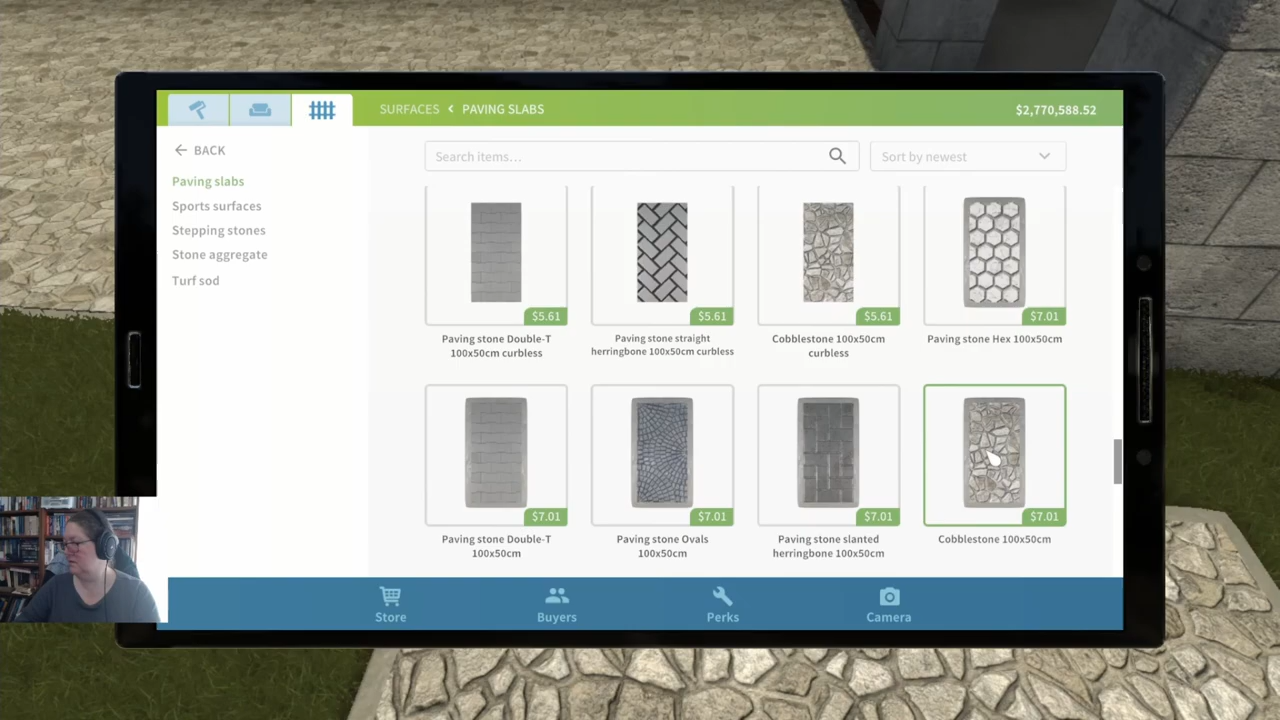 SURFACES < PAVING SLABS
$2,770,588.52
BACK
Search items...
Sort by newest
Paving slabs
Sports surfaces
Stepping stones
Stone aggregate
Turf sod
$5.61
$5.61
$5.61
$7.01
Paving stone Double-T
100x50cm curbless
Paving stone straight
herringbone 100x50cm curbless
Cobblestone 100x50cm
curbless
Paving stone Hex 100x50cm
$7.01
$7.01
$7.01
$7.01
Paving stone Double-T
100x50cm
Paving stone Ovals
100x50cm
Paving stone slanted
herringbone 100x50cm
Cobblestone 100x50cm
Store
Buyers
Perks
Camera